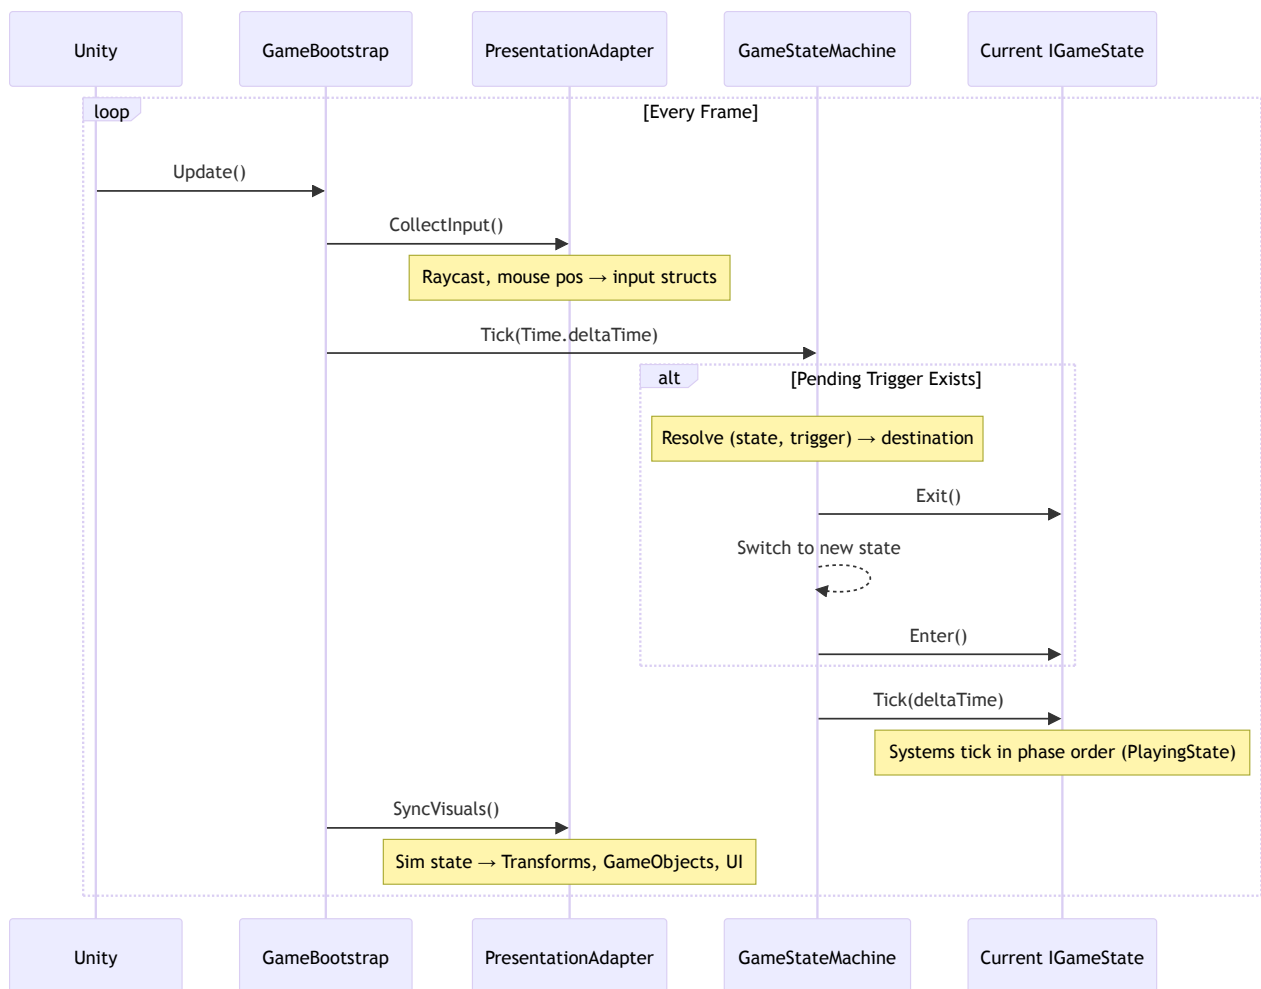 Unity
GameBootstrap
PresentationAdapter
GameStateMachine
Current IGameState
loop
[Every Frame]
Update()
CollectInput()
Raycast, mouse pos → input structs
Tick(Time.deltaTime)
alt
[Pending Trigger Exists]
Resolve (state, trigger) → destination
Exit()
Switch to new state
Enter()
Tick(deltaTime)
Systems tick in phase order (PlayingState)
SyncVisuals()
Sim state → Transforms, GameObjects, UI
Unity
GameBootstrap
PresentationAdapter
GameStateMachine
Current IGameState